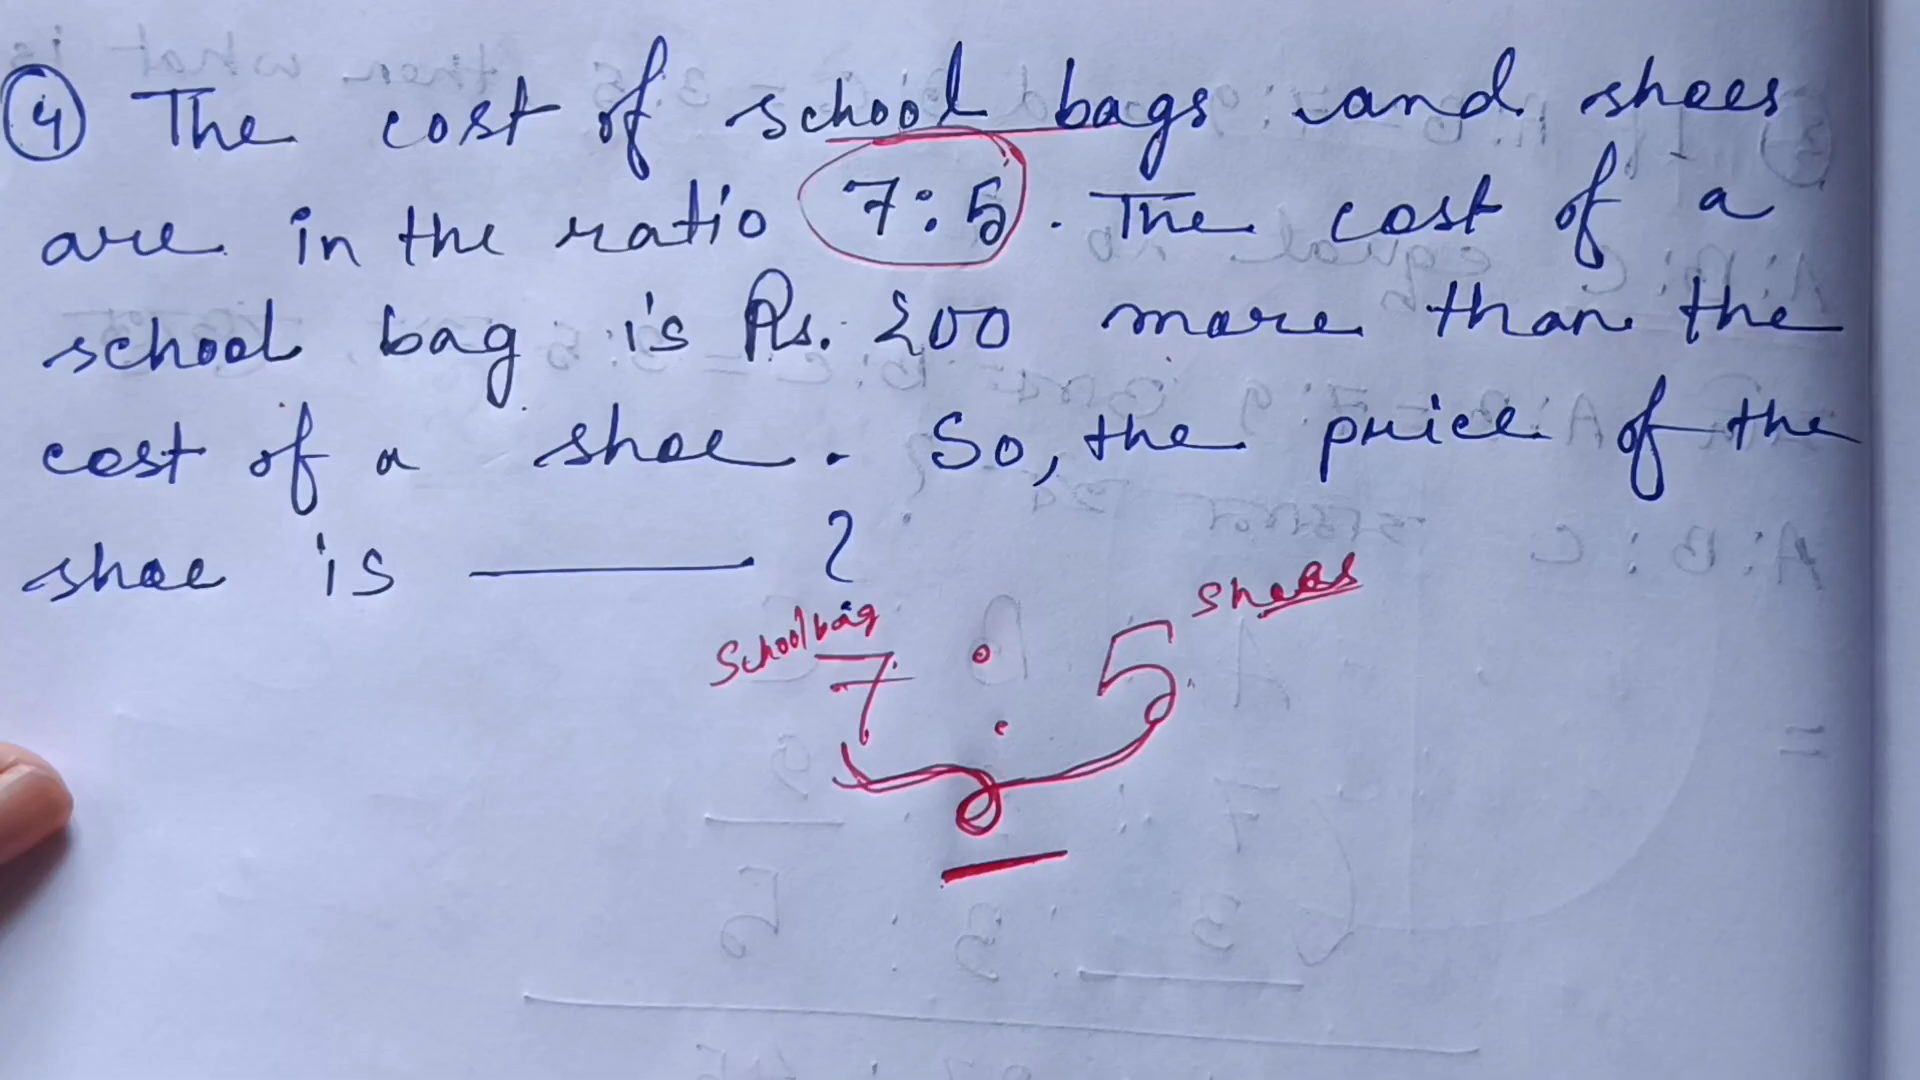 4 The cost of school bags and shoes
are in the ratio 7:5. The cost of a
school bag is Rs. 200 more than the
cost of a shoe. So, the price of the
shoe is ———— ?
School bag 7 : 5 shoes